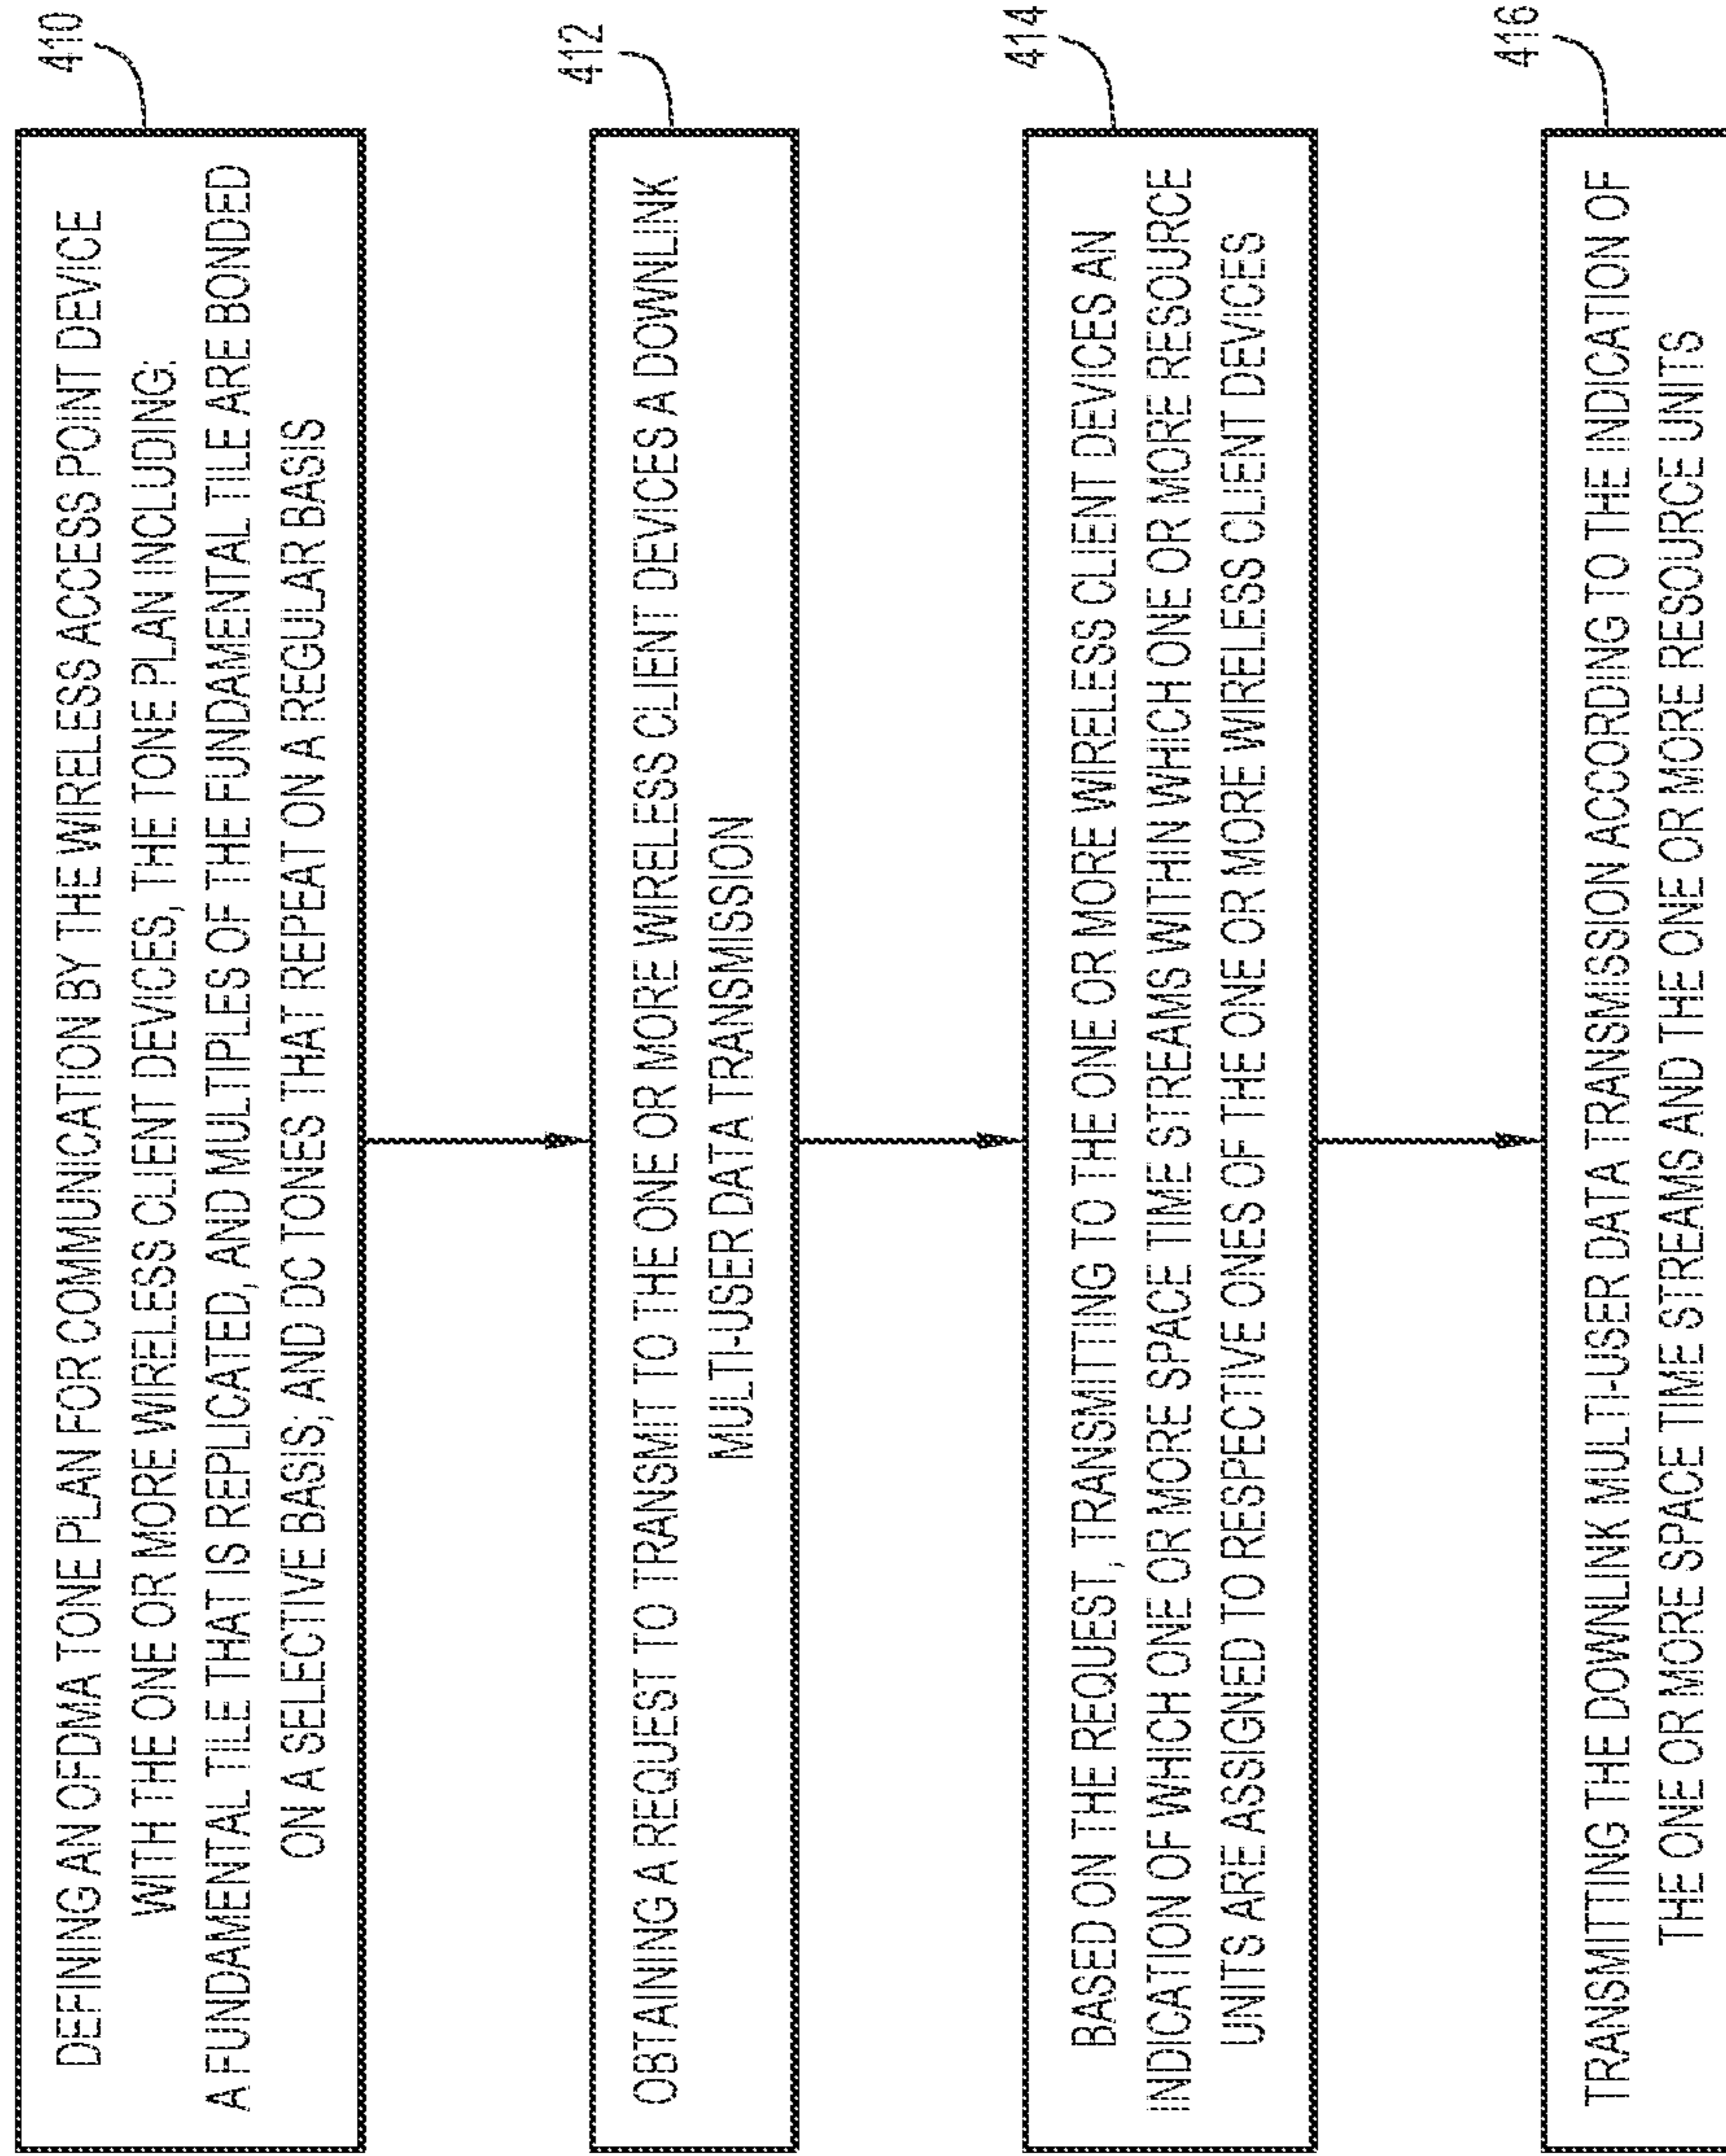 410
DEFINING AN OFDMA TONE PLAN FOR COMMUNICATION BY THE WIRELESS ACCESS POINT DEVICE
WITH THE ONE OR MORE WIRELESS CLIENT DEVICES, THE TONE PLAN INCLUDING:
A FUNDAMENTAL TILE THAT IS REPLICATED, AND MULTIPLES OF THE FUNDAMENTAL TILE ARE BONDED
ON A SELECTIVE BASIS; AND DC TONES THAT REPEAT ON A REGULAR BASIS
412
OBTAINING A REQUEST TO TRANSMIT TO THE ONE OR MORE WIRELESS CLIENT DEVICES A DOWNLINK
MULTI-USER DATA TRANSMISSION
414
BASED ON THE REQUEST, TRANSMITTING TO THE ONE OR MORE WIRELESS CLIENT DEVICES AN
INDICATION OF WHICH ONE OR MORE SPACE TIME STREAMS WITHIN WHICH ONE OR MORE RESOURCE
UNITS ARE ASSIGNED TO RESPECTIVE ONES OF THE ONE OR MORE WIRELESS CLIENT DEVICES
416
TRANSMITTING THE DOWNLINK MULTI-USER DATA TRANSMISSION ACCORDING TO THE INDICATION OF
THE ONE OR MORE SPACE TIME STREAMS AND THE ONE OR MORE RESOURCE UNITS